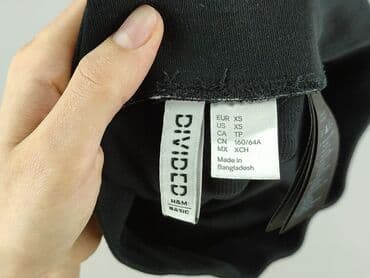 DIVIDED
H&M
BASIC
EUR XS
US XS
CA TP
CN 160/64A
MX XCH
Made in
Bangladesh